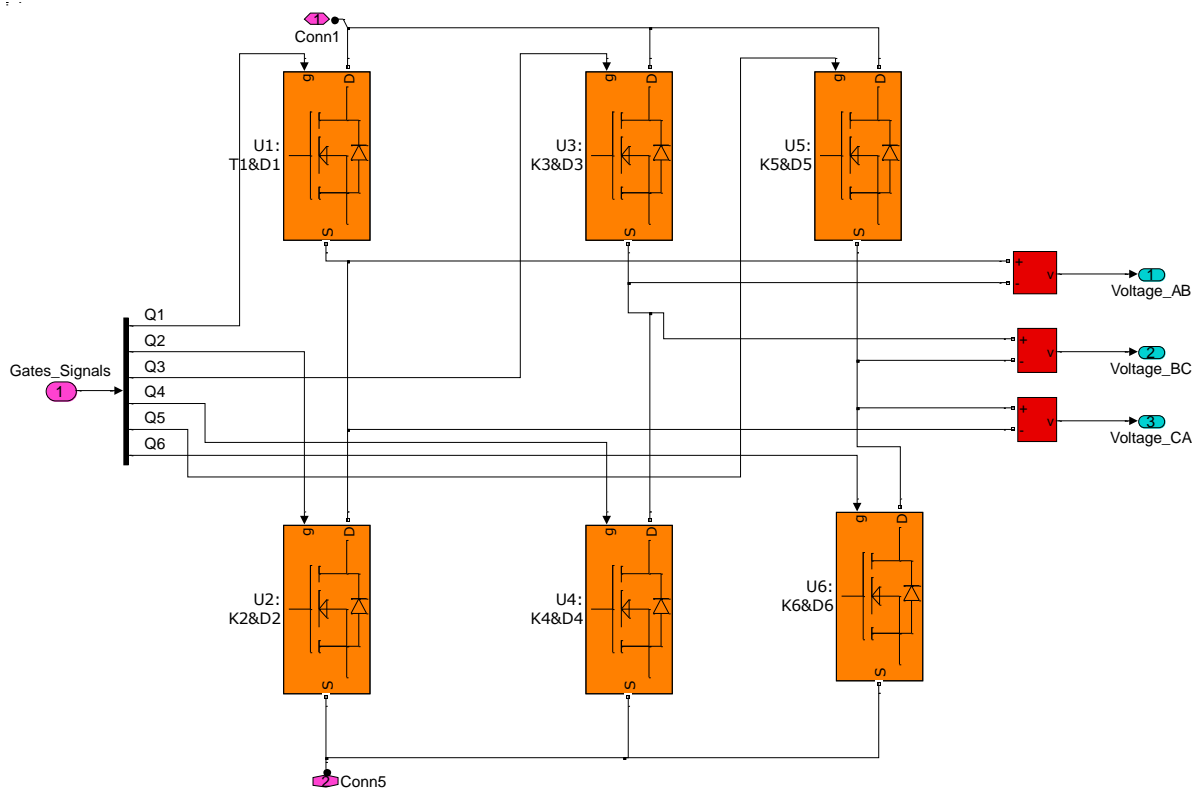 1
Conn1
g
D
g
D
g
D
U1:
T1&D1
U3:
K3&D3
U5:
K5&D5
S
S
S
+
-
v
1
Voltage_AB
Q1
Q2
Q3
Q4
Q5
Q6
Gates_Signals
1
+
-
v
2
Voltage_BC
+
-
v
3
Voltage_CA
g
D
g
D
g
D
U2:
K2&D2
U4:
K4&D4
U6:
K6&D6
S
S
S
2
Conn5